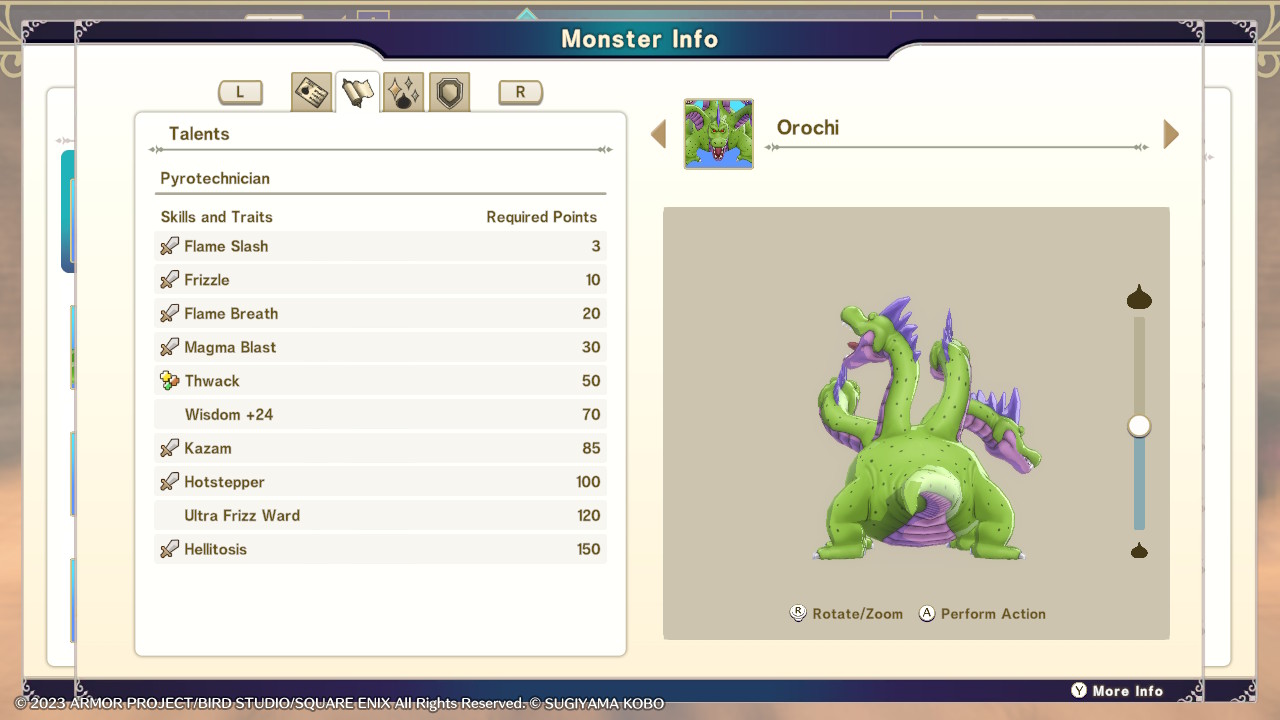 Monster Info
L
R
Talents
Pyrotechnician
Skills and Traits Required Points
Flame Slash 3
Frizzle 10
Flame Breath 20
Magma Blast 30
Thwack 50
Wisdom +24 70
Kazam 85
Hotstepper 100
Ultra Frizz Ward 120
Hellitosis 150
Orochi
R Rotate/Zoom A Perform Action
Y More Info
© 2023 ARMOR PROJECT/BIRD STUDIO/SQUARE ENIX All Rights Reserved. © SUGIYAMA KOBO